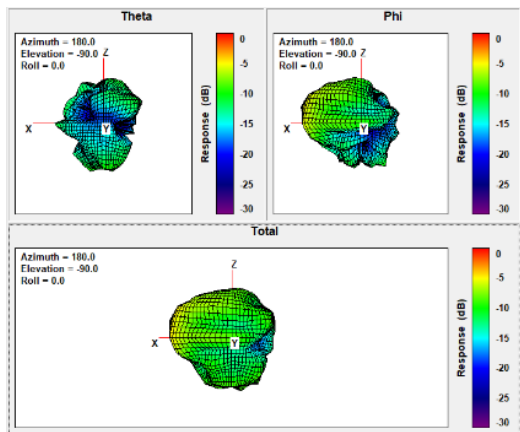 Theta
Azimuth = 180.0
Elevation = -90.0
Roll = 0.0
Z
X
Y
0
-5
-10
-15
-20
-25
-30
Response (dB)
Phi
Azimuth = 180.0
Elevation = -90.0
Roll = 0.0
Z
X
Y
0
-5
-10
-15
-20
-25
-30
Response (dB)
Total
Azimuth = 180.0
Elevation = -90.0
Roll = 0.0
Z
X
Y
0
-5
-10
-15
-20
-25
-30
Response (dB)